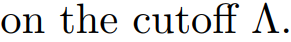 on the cutoff Λ.